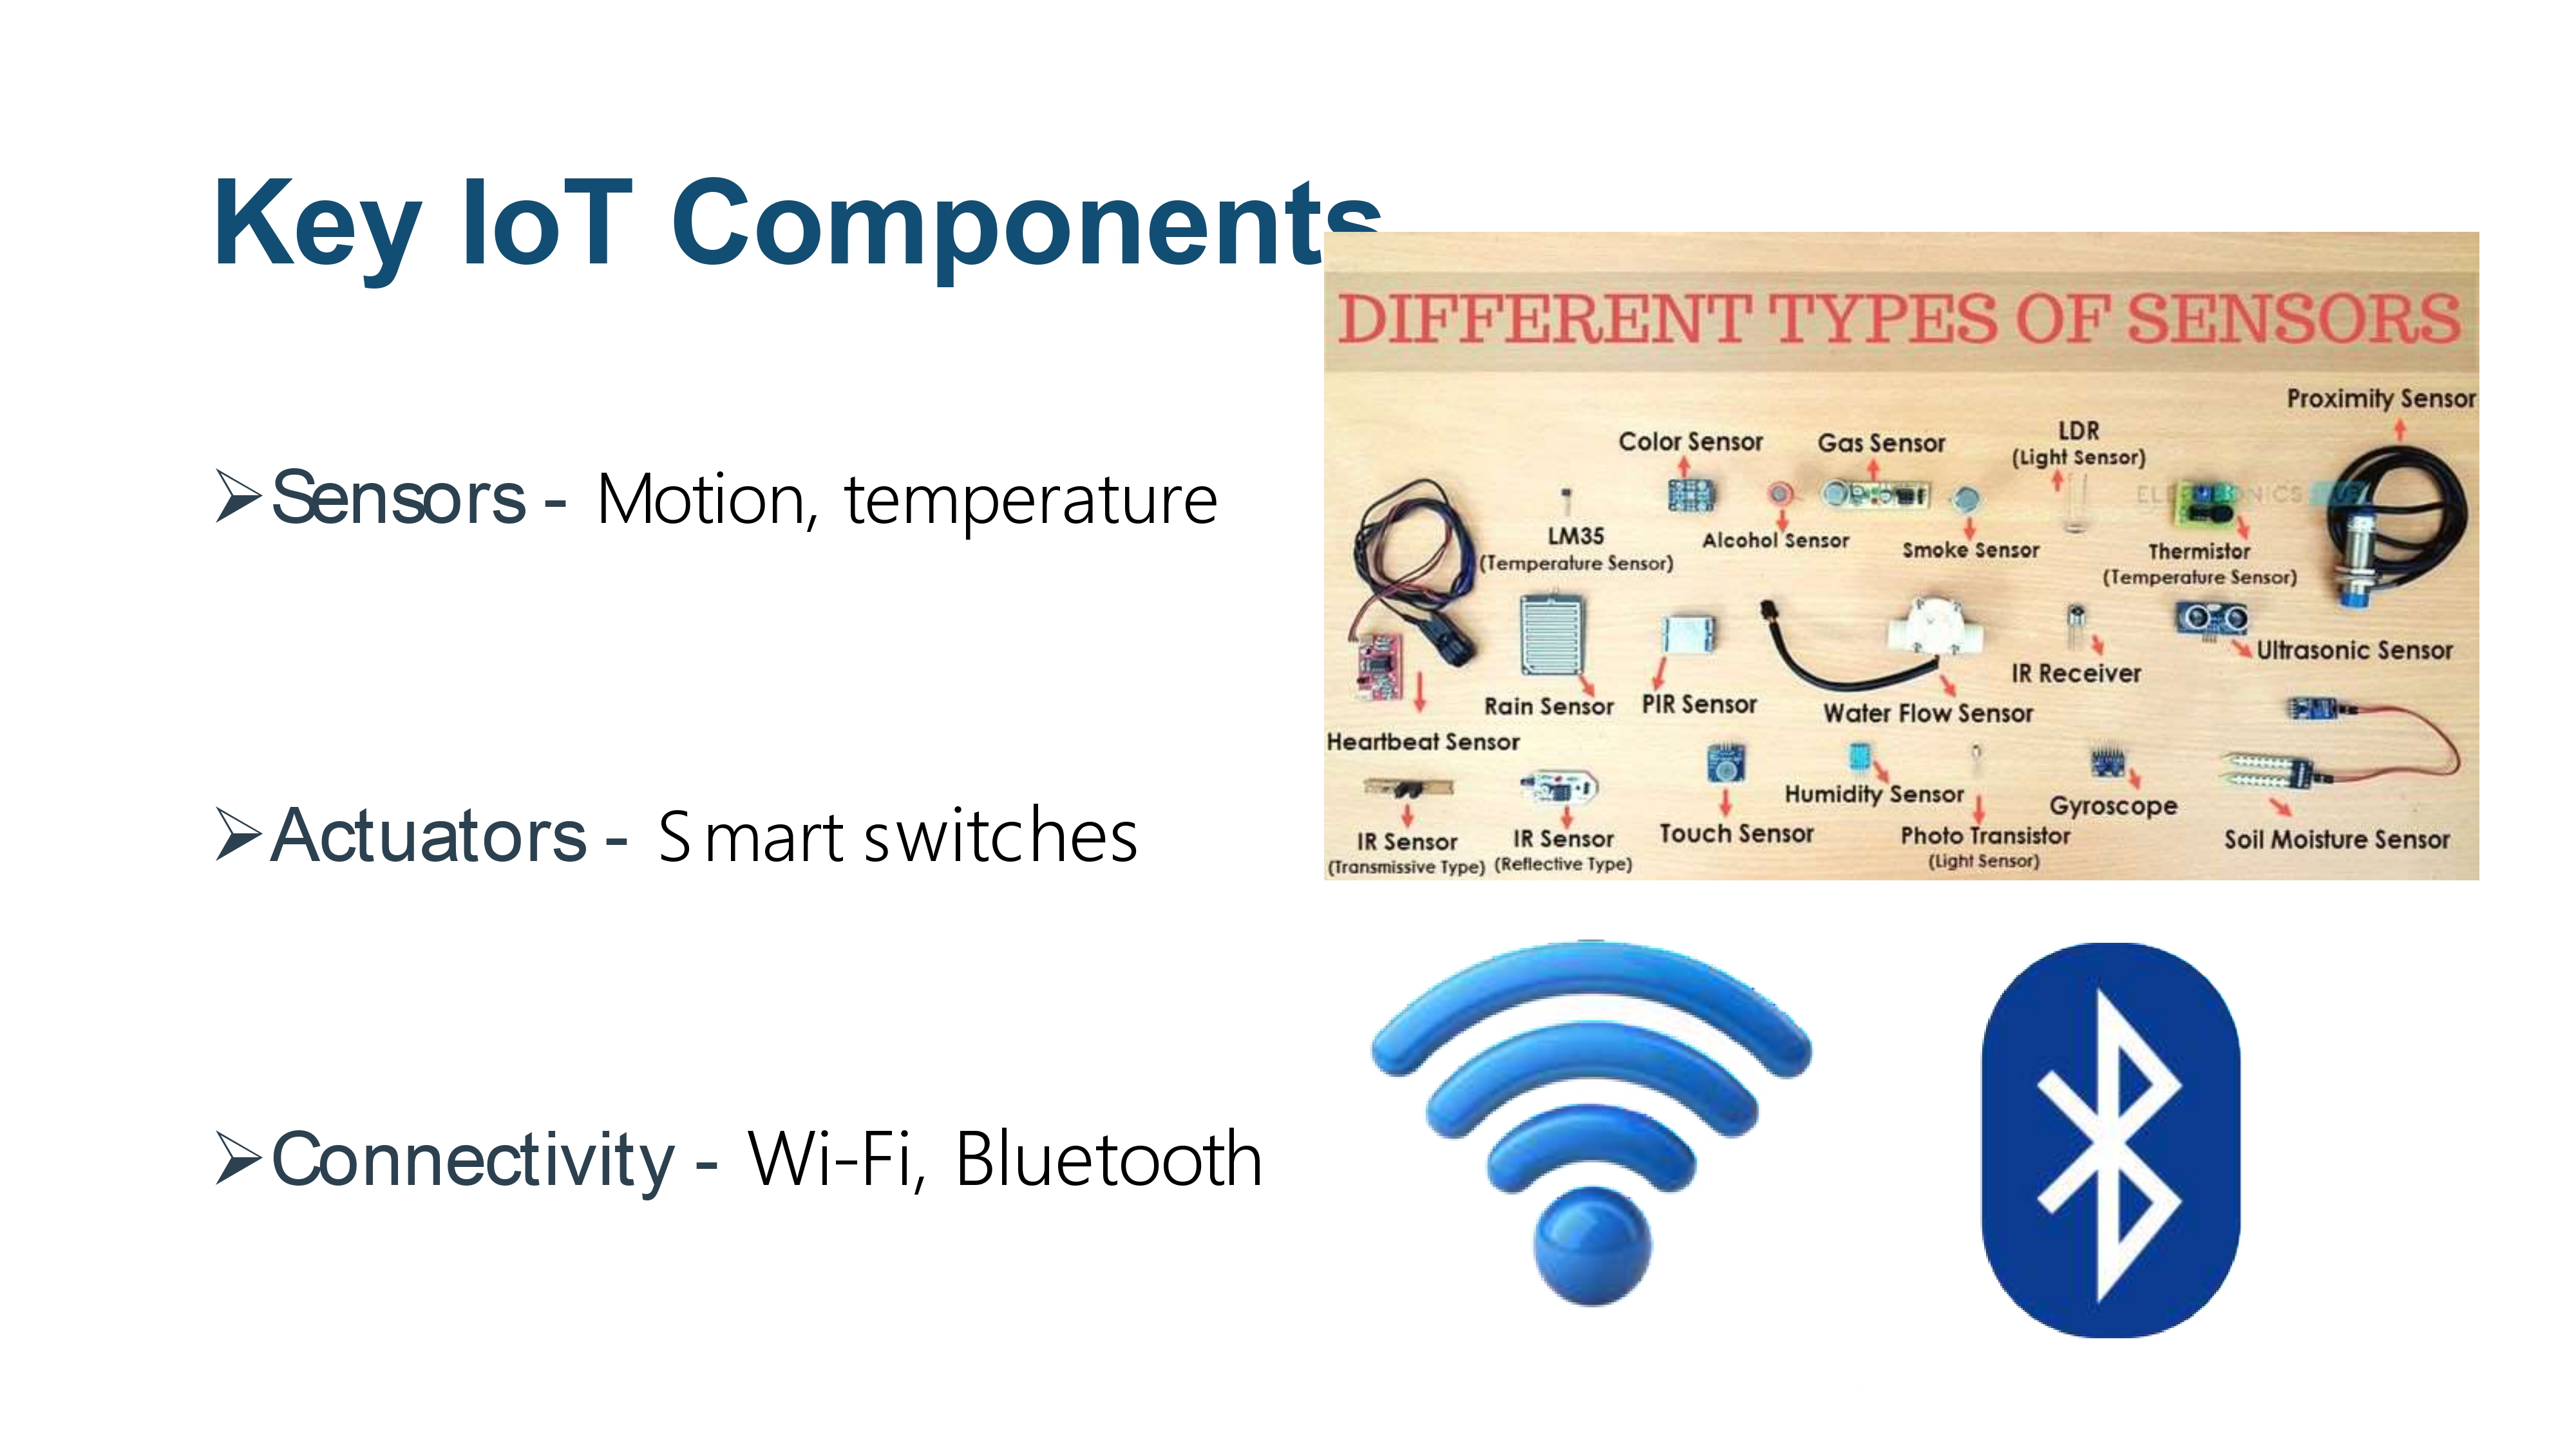 Key IoT Components
➢Sensors - Motion, temperature
➢Actuators - Smart switches
➢Connectivity - Wi-Fi, Bluetooth
DIFFERENT TYPES OF SENSORS
Proximity Sensor
Color Sensor
Gas Sensor
LDR
(Light Sensor)
LM35
(Temperature Sensor)
Alcohol Sensor
Smoke Sensor
Thermistor
(Temperature Sensor)
Rain Sensor
PIR Sensor
Water Flow Sensor
IR Receiver
Ultrasonic Sensor
Heartbeat Sensor
IR Sensor
(Transmissive Type)
IR Sensor
(Reflective Type)
Touch Sensor
Humidity Sensor
Photo Transistor
(Light Sensor)
Gyroscope
Soil Moisture Sensor